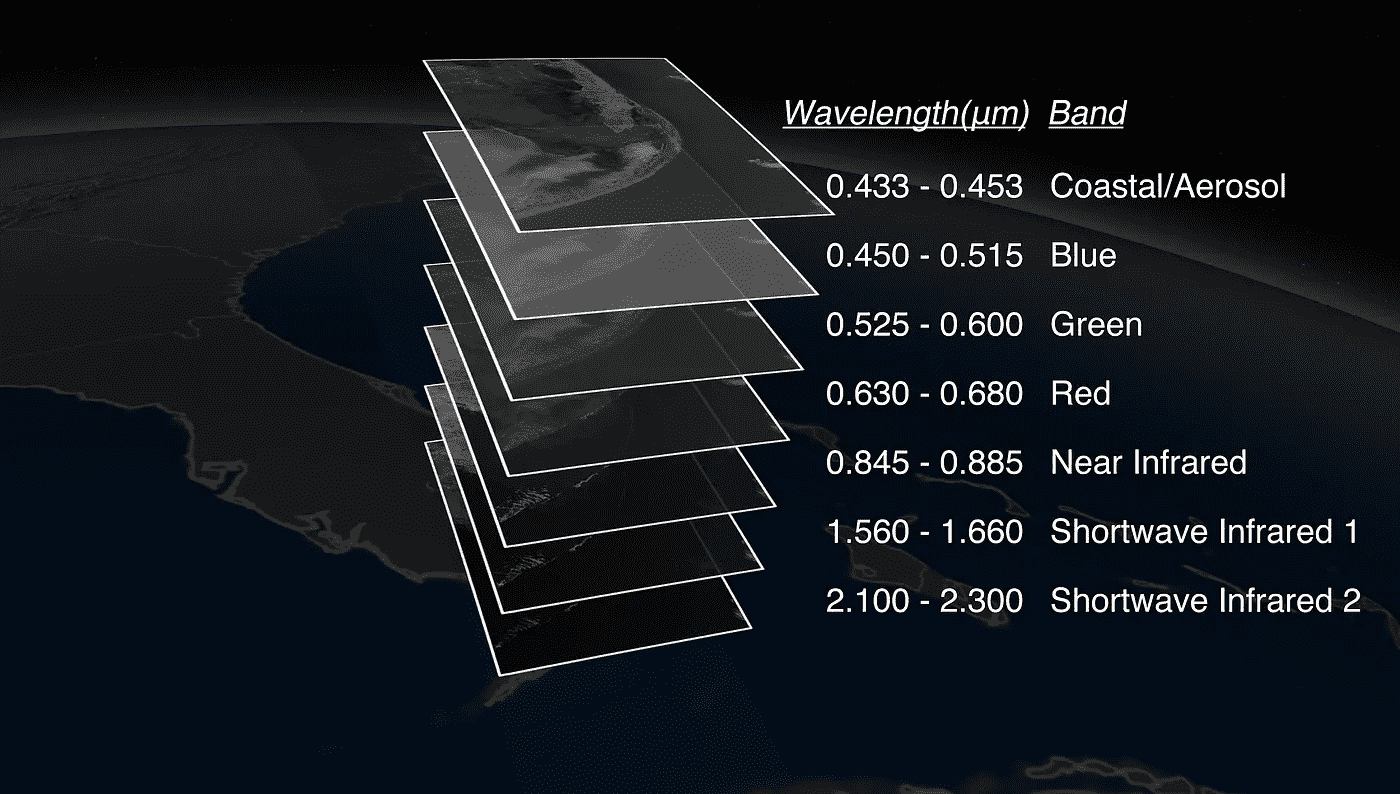 Wavelength(μm) Band
0.433 - 0.453 Coastal/Aerosol
0.450 - 0.515 Blue
0.525 - 0.600 Green
0.630 - 0.680 Red
0.845 - 0.885 Near Infrared
1.560 - 1.660 Shortwave Infrared 1
2.100 - 2.300 Shortwave Infrared 2